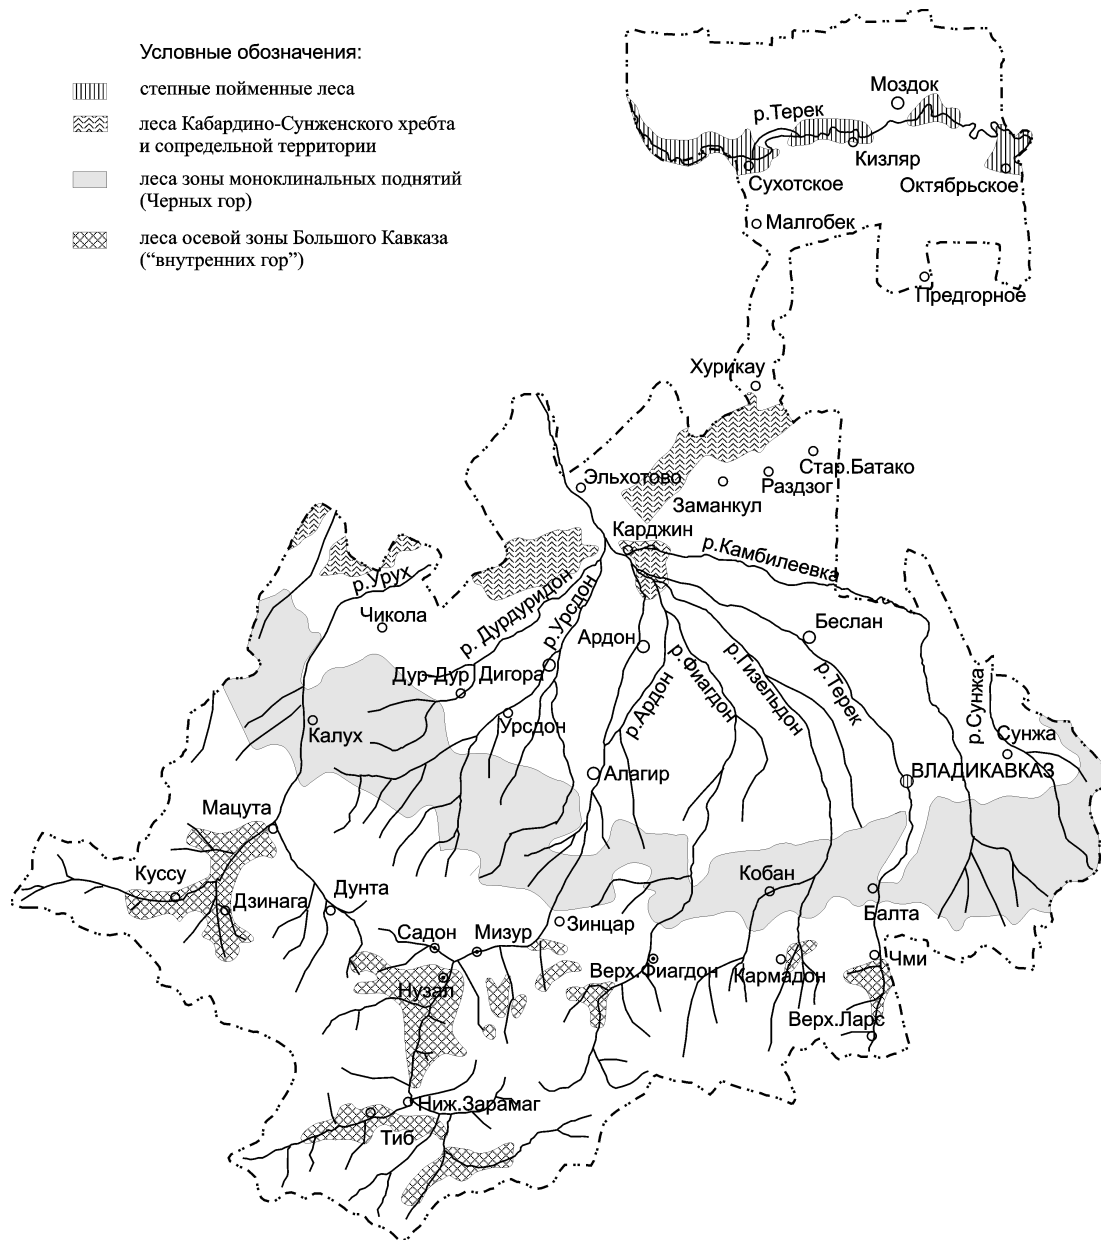 Условные обозначения:
степные пойменные леса
леса Кабардино-Сунженского хребта
и сопредельной территории
леса зоны моноклинальных поднятий
(Черных гор)
леса осевой зоны Большого Кавказа
(“внутренних гор”)
Моздок
р.Терек
Кизляр
Сухотское
Октябрьское
Малгобек
Предгорное
Хурикау
Стар.Батако
Эльхотово
Раздзог
Заманкул
Карджин
р.Камбилеевка
р.Урух
Чикола
р. Дурдуридон
р.Урсдон
Ардон
Беслан
Дур-Дур
Дигора
р.Ардон
р.Фиагдон
р.Гизельдон
р.Терек
р.Сунжа
Калух
Урсдон
Сунжа
Алагир
ВЛАДИКАВКАЗ
Мацута
Куссу
Дзинага
Дунта
Кобан
Балта
Садон
Мизур
Зинцар
Чми
Нузал
Верх.Фиагдон
Кармадон
Верх.Ларс
Ниж.Зарамаг
Тиб